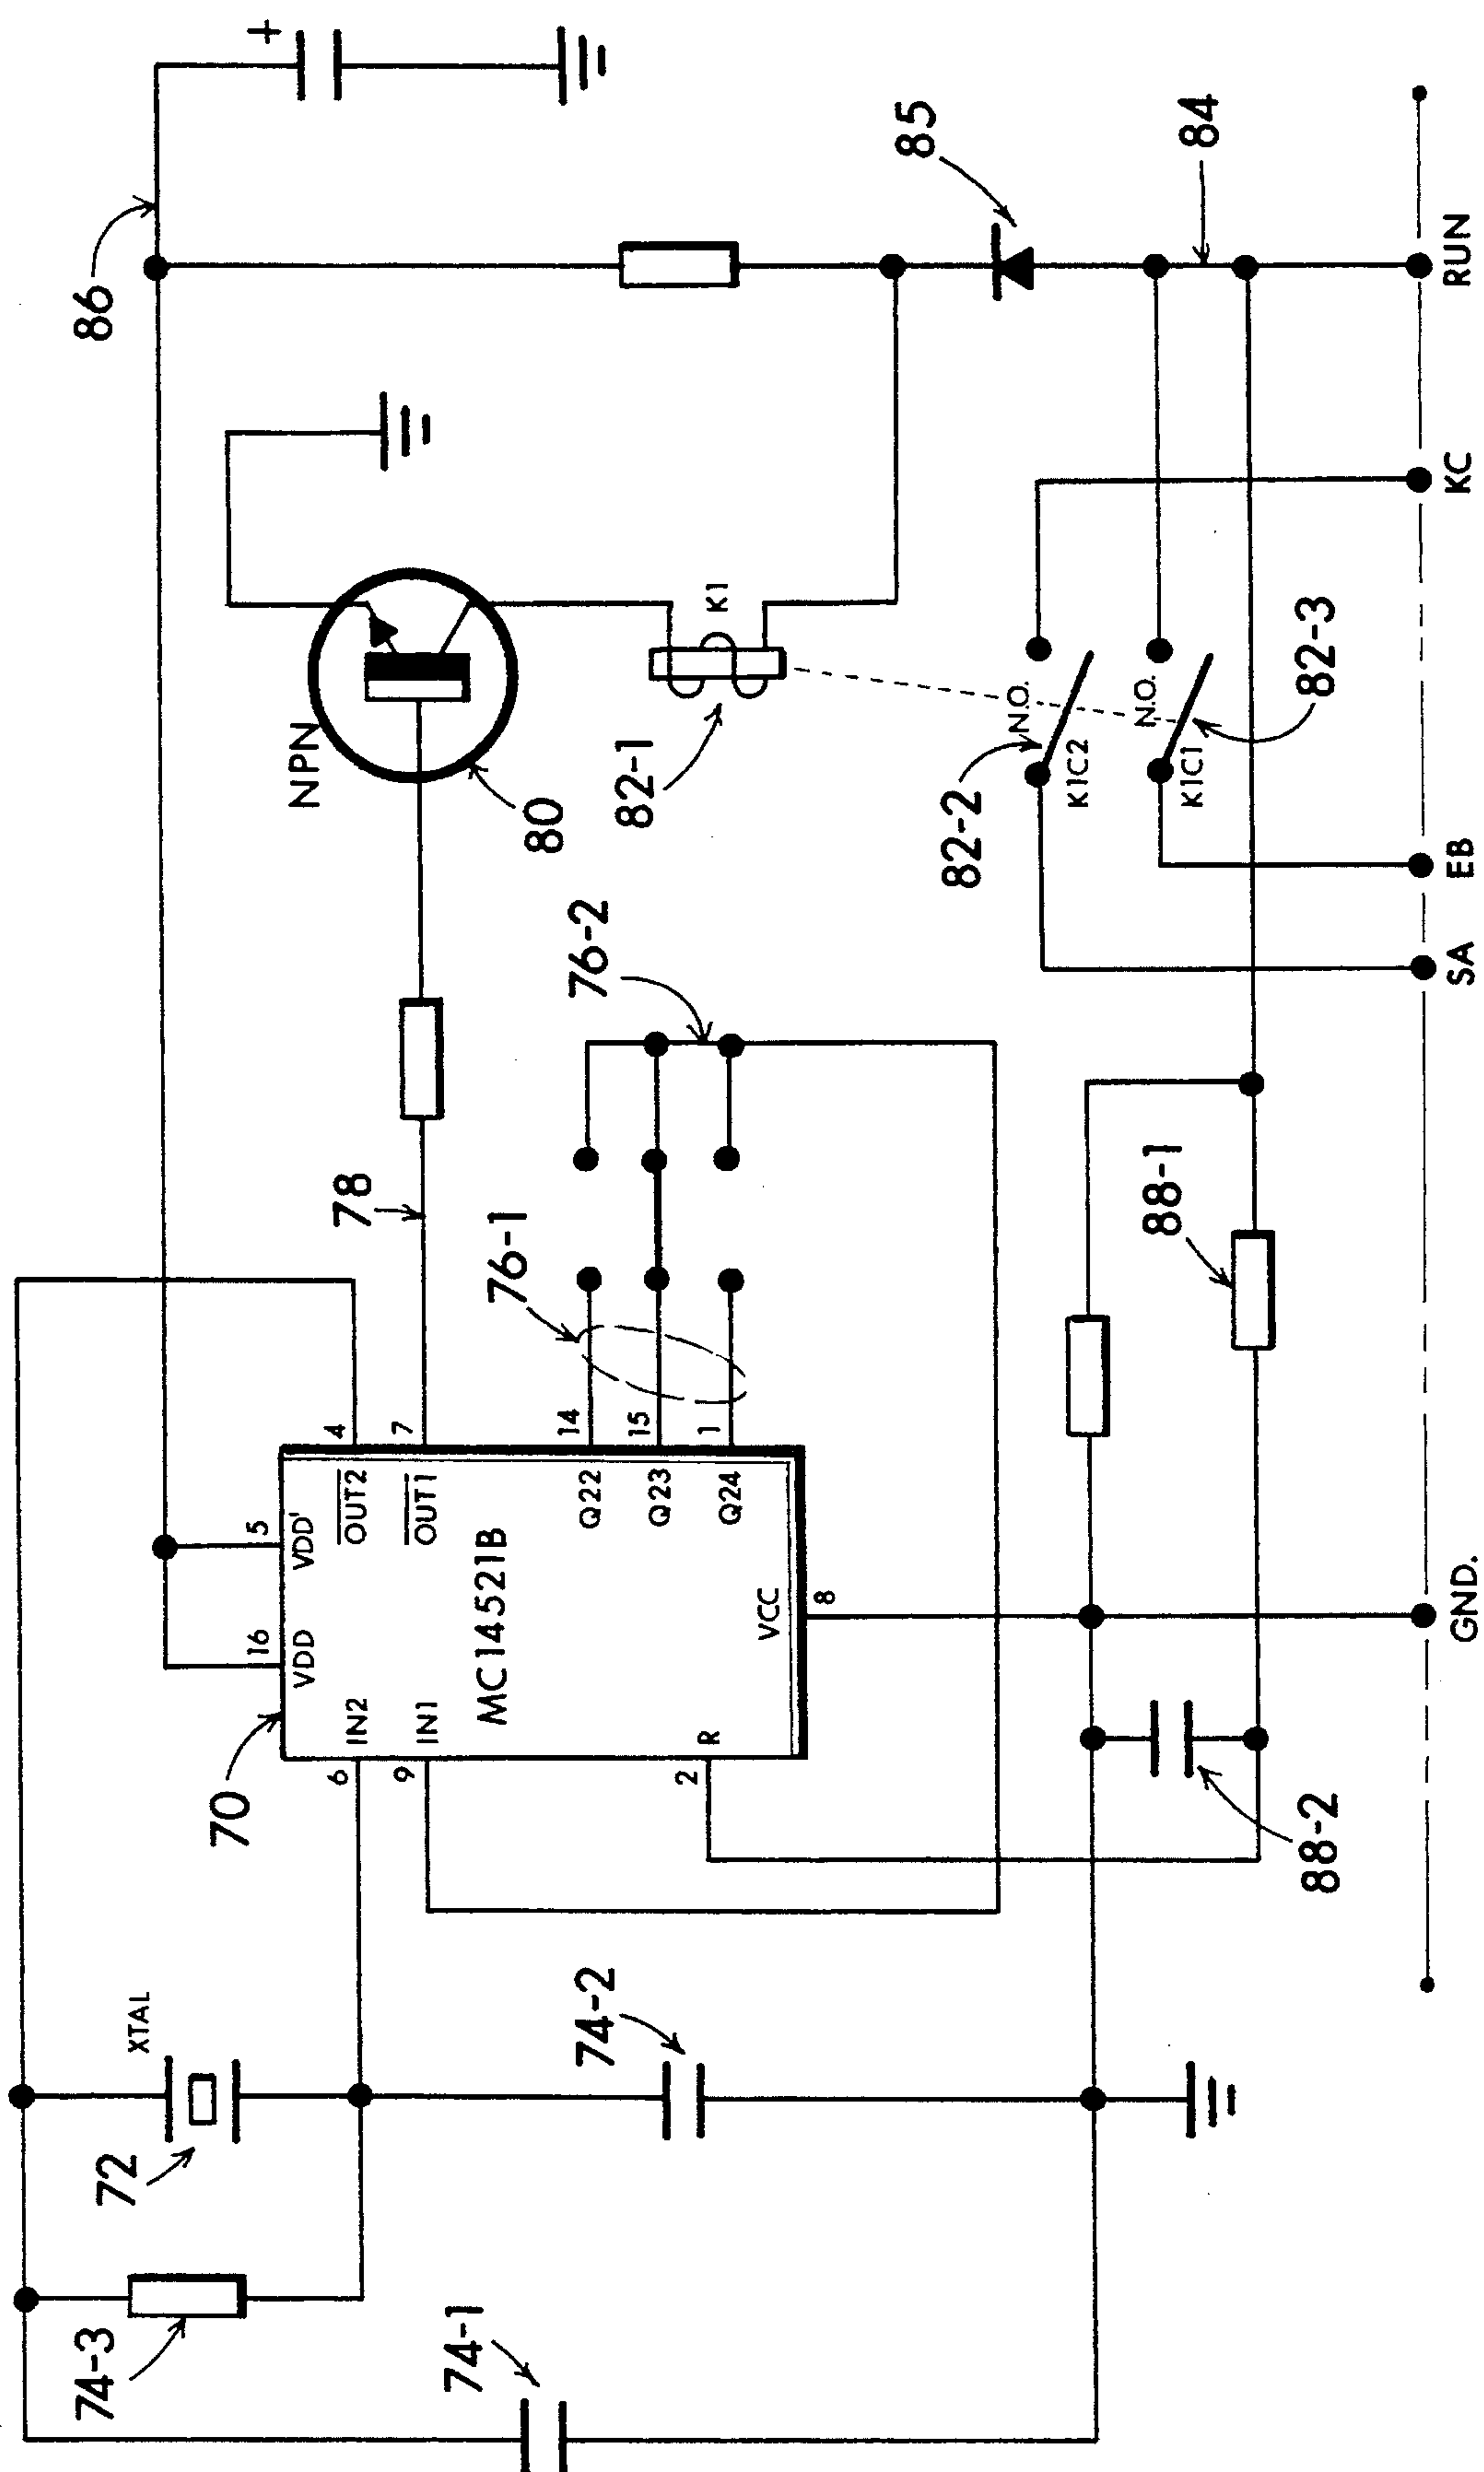 86
+
85
84
RUN
KC
EB
SA
GND.
NPN
80
82-1
K1
82-2
N.O.
K1C2
N.O.
K1C1
82-3
78
76-1
76-2
88-1
88-2
70
16
VDD
5
VDD'
6
IN2
4
OUT2
9
IN1
7
OUT1
MC14521B
14
Q22
15
Q23
1
Q24
2
R
VCC
8
72
XTAL
74-3
74-1
74-2